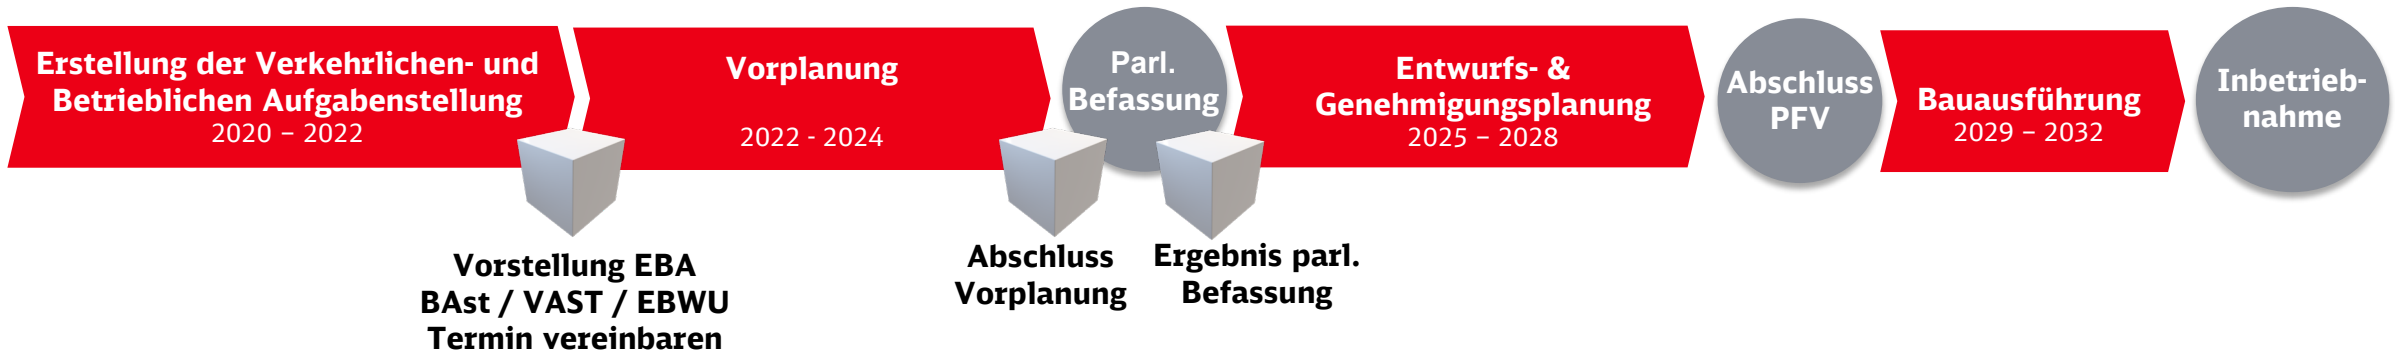 Erstellung der Verkehrlichen- und
Betrieblichen Aufgabenstellung
2020 – 2022
Vorplanung
2022 - 2024
Parl.
Befassung
Entwurfs- &
Genehmigungsplanung
2025 – 2028
Abschluss
PFV
Bauausführung
2029 – 2032
Inbetrieb-
nahme
Vorstellung EBA
BAst / VAST / EBWU
Termin vereinbaren
Abschluss
Vorplanung
Ergebnis parl.
Befassung